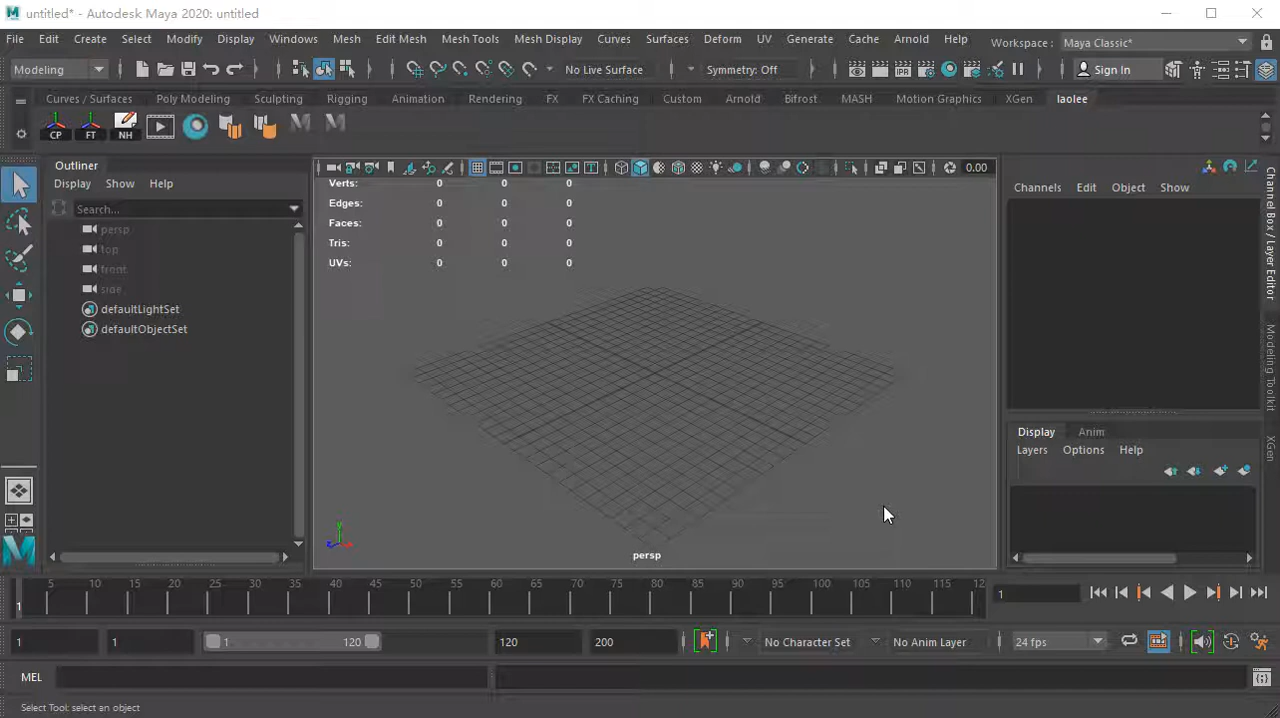 untitled* - Autodesk Maya 2020: untitled
File Edit Create Select Modify Display Windows Mesh Edit Mesh Mesh Tools Mesh Display Curves Surfaces Deform UV Generate Cache Arnold Help Workspace: Maya Classic*
Modeling No Live Surface Symmetry: Off Sign In
Curves / Surfaces Poly Modeling Sculpting Rigging Animation Rendering FX FX Caching Custom Arnold Bifrost MASH Motion Graphics XGen laolee
CP FT NH IPR
Outliner
Display Show Help
Search...
persp
top
front
side
defaultLightSet
defaultObjectSet
0.00
Verts: 0 0 0
Edges: 0 0 0
Faces: 0 0 0
Tris: 0 0 0
UVs: 0 0 0
y
persp
Channels Edit Object Show
Channel Box / Layer Editor
Modeling Toolkit
XGen
Display Anim
Layers Options Help
5 10 15 20 25 30 35 40 45 50 55 60 65 70 75 80 85 90 95 100 105 110 115 12
1 1
1 1 1 120 120 200 No Character Set No Anim Layer 24 fps
MEL
Select Tool: select an object